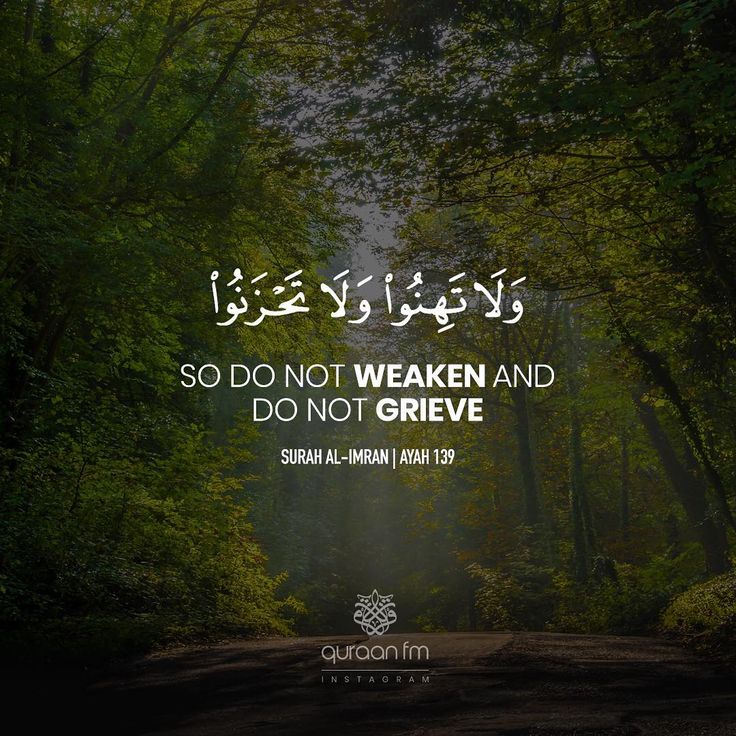 وَلَا تَهِنُوا۟ وَلَا تَحْزَنُوا۟
SO DO NOT WEAKEN AND
DO NOT GRIEVE
SURAH AL-IMRAN | AYAH 139
quraan fm
INSTAGRAM